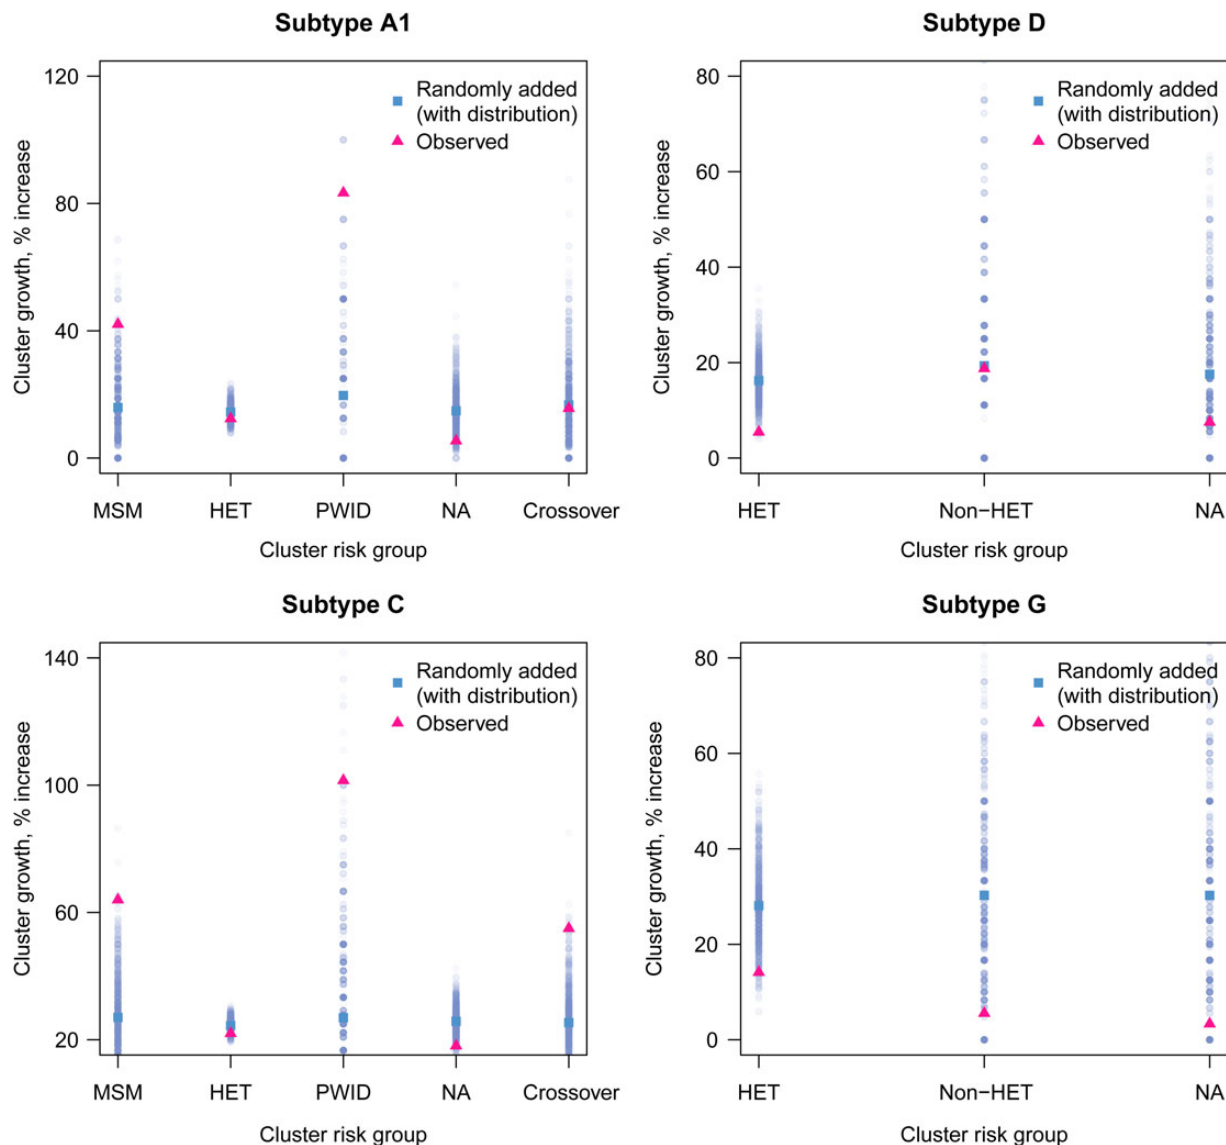 Subtype A1
Cluster growth, % increase
120
80
40
0
Randomly added
(with distribution)
Observed
MSM HET PWID NA Crossover
Cluster risk group
Subtype D
Cluster growth, % increase
80
60
40
20
0
Randomly added
(with distribution)
Observed
HET Non−HET NA
Cluster risk group
Subtype C
Cluster growth, % increase
140
100
60
20
Randomly added
(with distribution)
Observed
MSM HET PWID NA Crossover
Cluster risk group
Subtype G
Cluster growth, % increase
80
60
40
20
0
Randomly added
(with distribution)
Observed
HET Non−HET NA
Cluster risk group